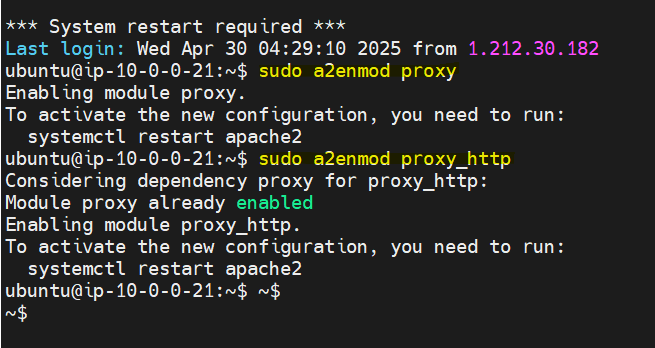 *** System restart required ***
Last login: Wed Apr 30 04:29:10 2025 from 1.212.30.182
ubuntu@ip-10-0-0-21:~$ sudo a2enmod proxy
Enabling module proxy.
To activate the new configuration, you need to run:
  systemctl restart apache2
ubuntu@ip-10-0-0-21:~$ sudo a2enmod proxy_http
Considering dependency proxy for proxy_http:
Module proxy already enabled
Enabling module proxy_http.
To activate the new configuration, you need to run:
  systemctl restart apache2
ubuntu@ip-10-0-0-21:~$ ~$
~$